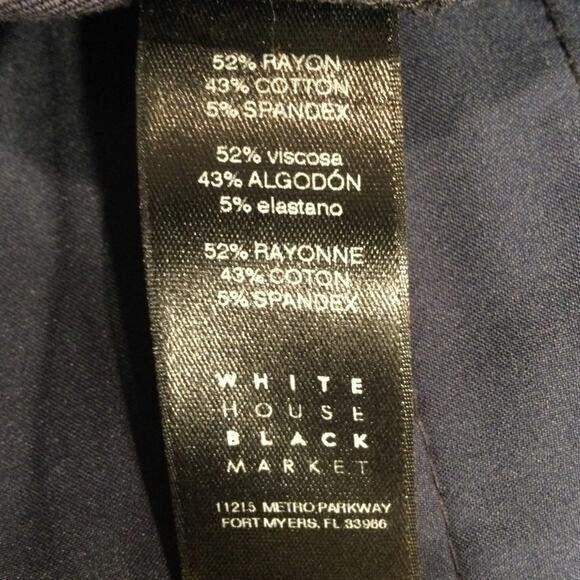 52% RAYON
43% COTTON
5% SPANDEX
52% viscosa
43% ALGODÓN
5% elastano
52% RAYONNE
43% COTON
5% SPANDEX
WHITE
HOUSE
BLACK
MARKET
11215 METRO PARKWAY
FORT MYERS, FL 33966